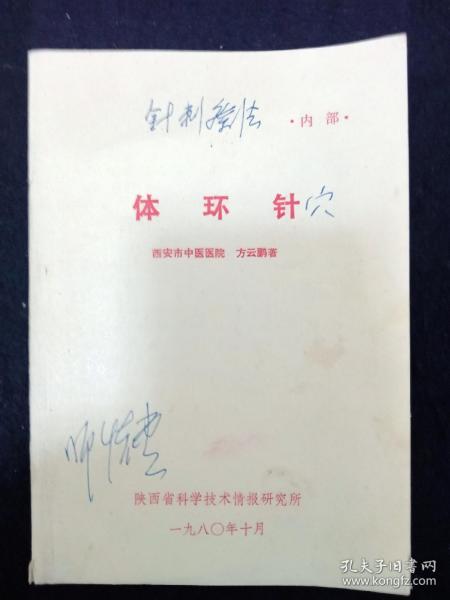 针刺疗法 ·内部·
体环针穴
西安市中医医院 方云鹏著
陕西省科学技术情报研究所
一九八〇年十月
孔夫子旧书网
www.kongfz.com